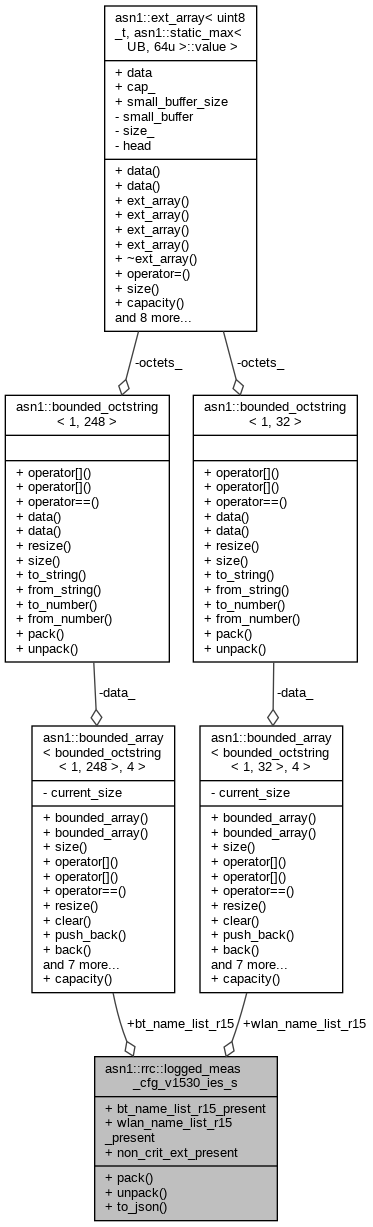 asn1::ext_array< uint8
_t, asn1::static_max<
UB, 64u >::value >
+ data
+ cap_
+ small_buffer_size
- small_buffer
- size_
- head
+ data()
+ data()
+ ext_array()
+ ext_array()
+ ext_array()
+ ext_array()
+ ~ext_array()
+ operator=()
+ size()
+ capacity()
and 8 more...
-octets_
-octets_
asn1::bounded_octstring
< 1, 248 >
+ operator[]()
+ operator[]()
+ operator==()
+ data()
+ data()
+ resize()
+ size()
+ to_string()
+ from_string()
+ to_number()
+ from_number()
+ pack()
+ unpack()
asn1::bounded_octstring
< 1, 32 >
+ operator[]()
+ operator[]()
+ operator==()
+ data()
+ data()
+ resize()
+ size()
+ to_string()
+ from_string()
+ to_number()
+ from_number()
+ pack()
+ unpack()
-data_
-data_
asn1::bounded_array
< bounded_octstring
< 1, 248 >, 4 >
- current_size
+ bounded_array()
+ bounded_array()
+ size()
+ operator[]()
+ operator[]()
+ operator==()
+ resize()
+ clear()
+ push_back()
+ back()
and 7 more...
+ capacity()
asn1::bounded_array
< bounded_octstring
< 1, 32 >, 4 >
- current_size
+ bounded_array()
+ bounded_array()
+ size()
+ operator[]()
+ operator[]()
+ operator==()
+ resize()
+ clear()
+ push_back()
+ back()
and 7 more...
+ capacity()
+bt_name_list_r15
+wlan_name_list_r15
asn1::rrc::logged_meas
_cfg_v1530_ies_s
+ bt_name_list_r15_present
+ wlan_name_list_r15
_present
+ non_crit_ext_present
+ pack()
+ unpack()
+ to_json()